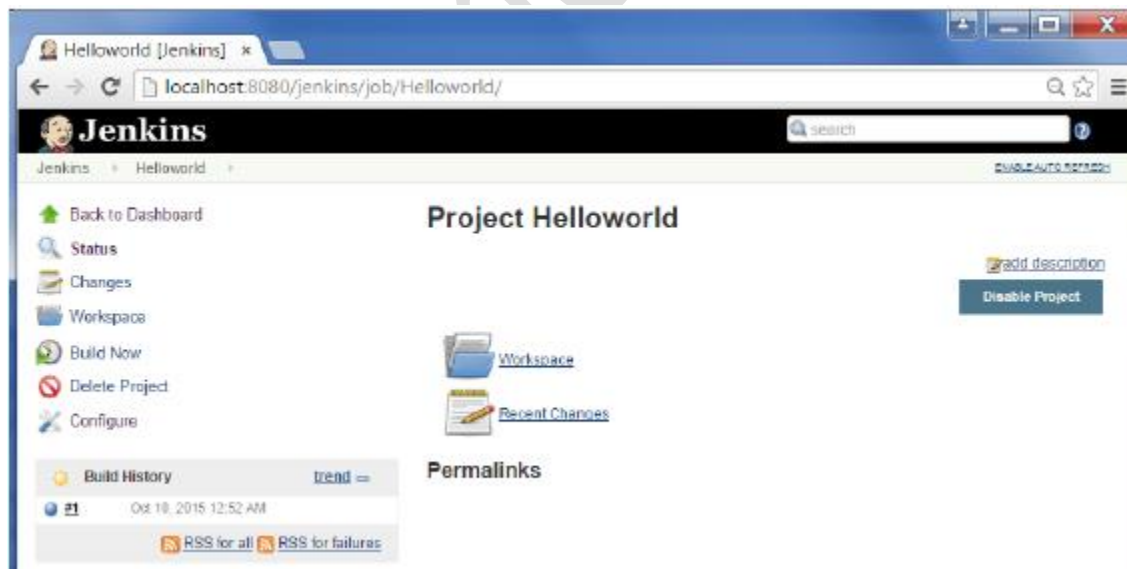 Helloworld [Jenkins]
localhost:8080/jenkins/job/Helloworld/
Jenkins
search
Jenkins
Helloworld
ENABLE AUTO REFRESH
Back to Dashboard
Status
Changes
Workspace
Build Now
Delete Project
Configure
Project Helloworld
add description
Disable Project
Workspace
Recent Changes
Permalinks
Build History trend
#1 Oct 2015 12:52 AM
RSS for all RSS for failures